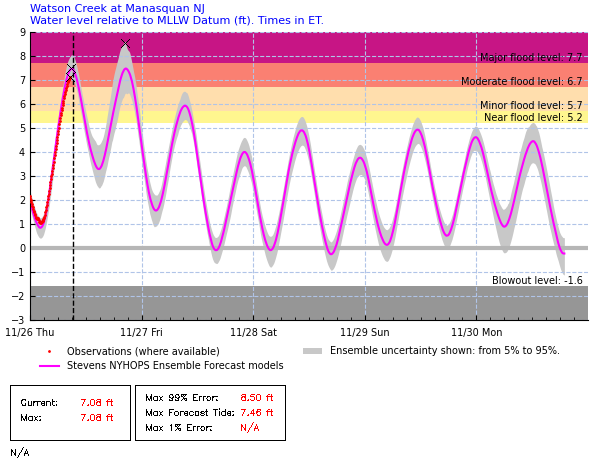 Watson Creek at Manasquan NJ
Water level relative to MLLW Datum (ft). Times in ET.
9
8
7
6
5
4
3
2
1
0
−1
−2
−3
Major flood level: 7.7
Moderate flood level: 6.7
Minor flood level: 5.7
Near flood level: 5.2
Blowout level: -1.6
11/26 Thu 11/27 Fri 11/28 Sat 11/29 Sun 11/30 Mon
Observations (where available)
Stevens NYHOPS Ensemble Forecast models
Ensemble uncertainty shown: from 5% to 95%.
Current: 7.08 ft
Max: 7.08 ft
Max 99% Error: 8.50 ft
Max Forecast Tide: 7.46 ft
Max 1% Error: N/A
N/A